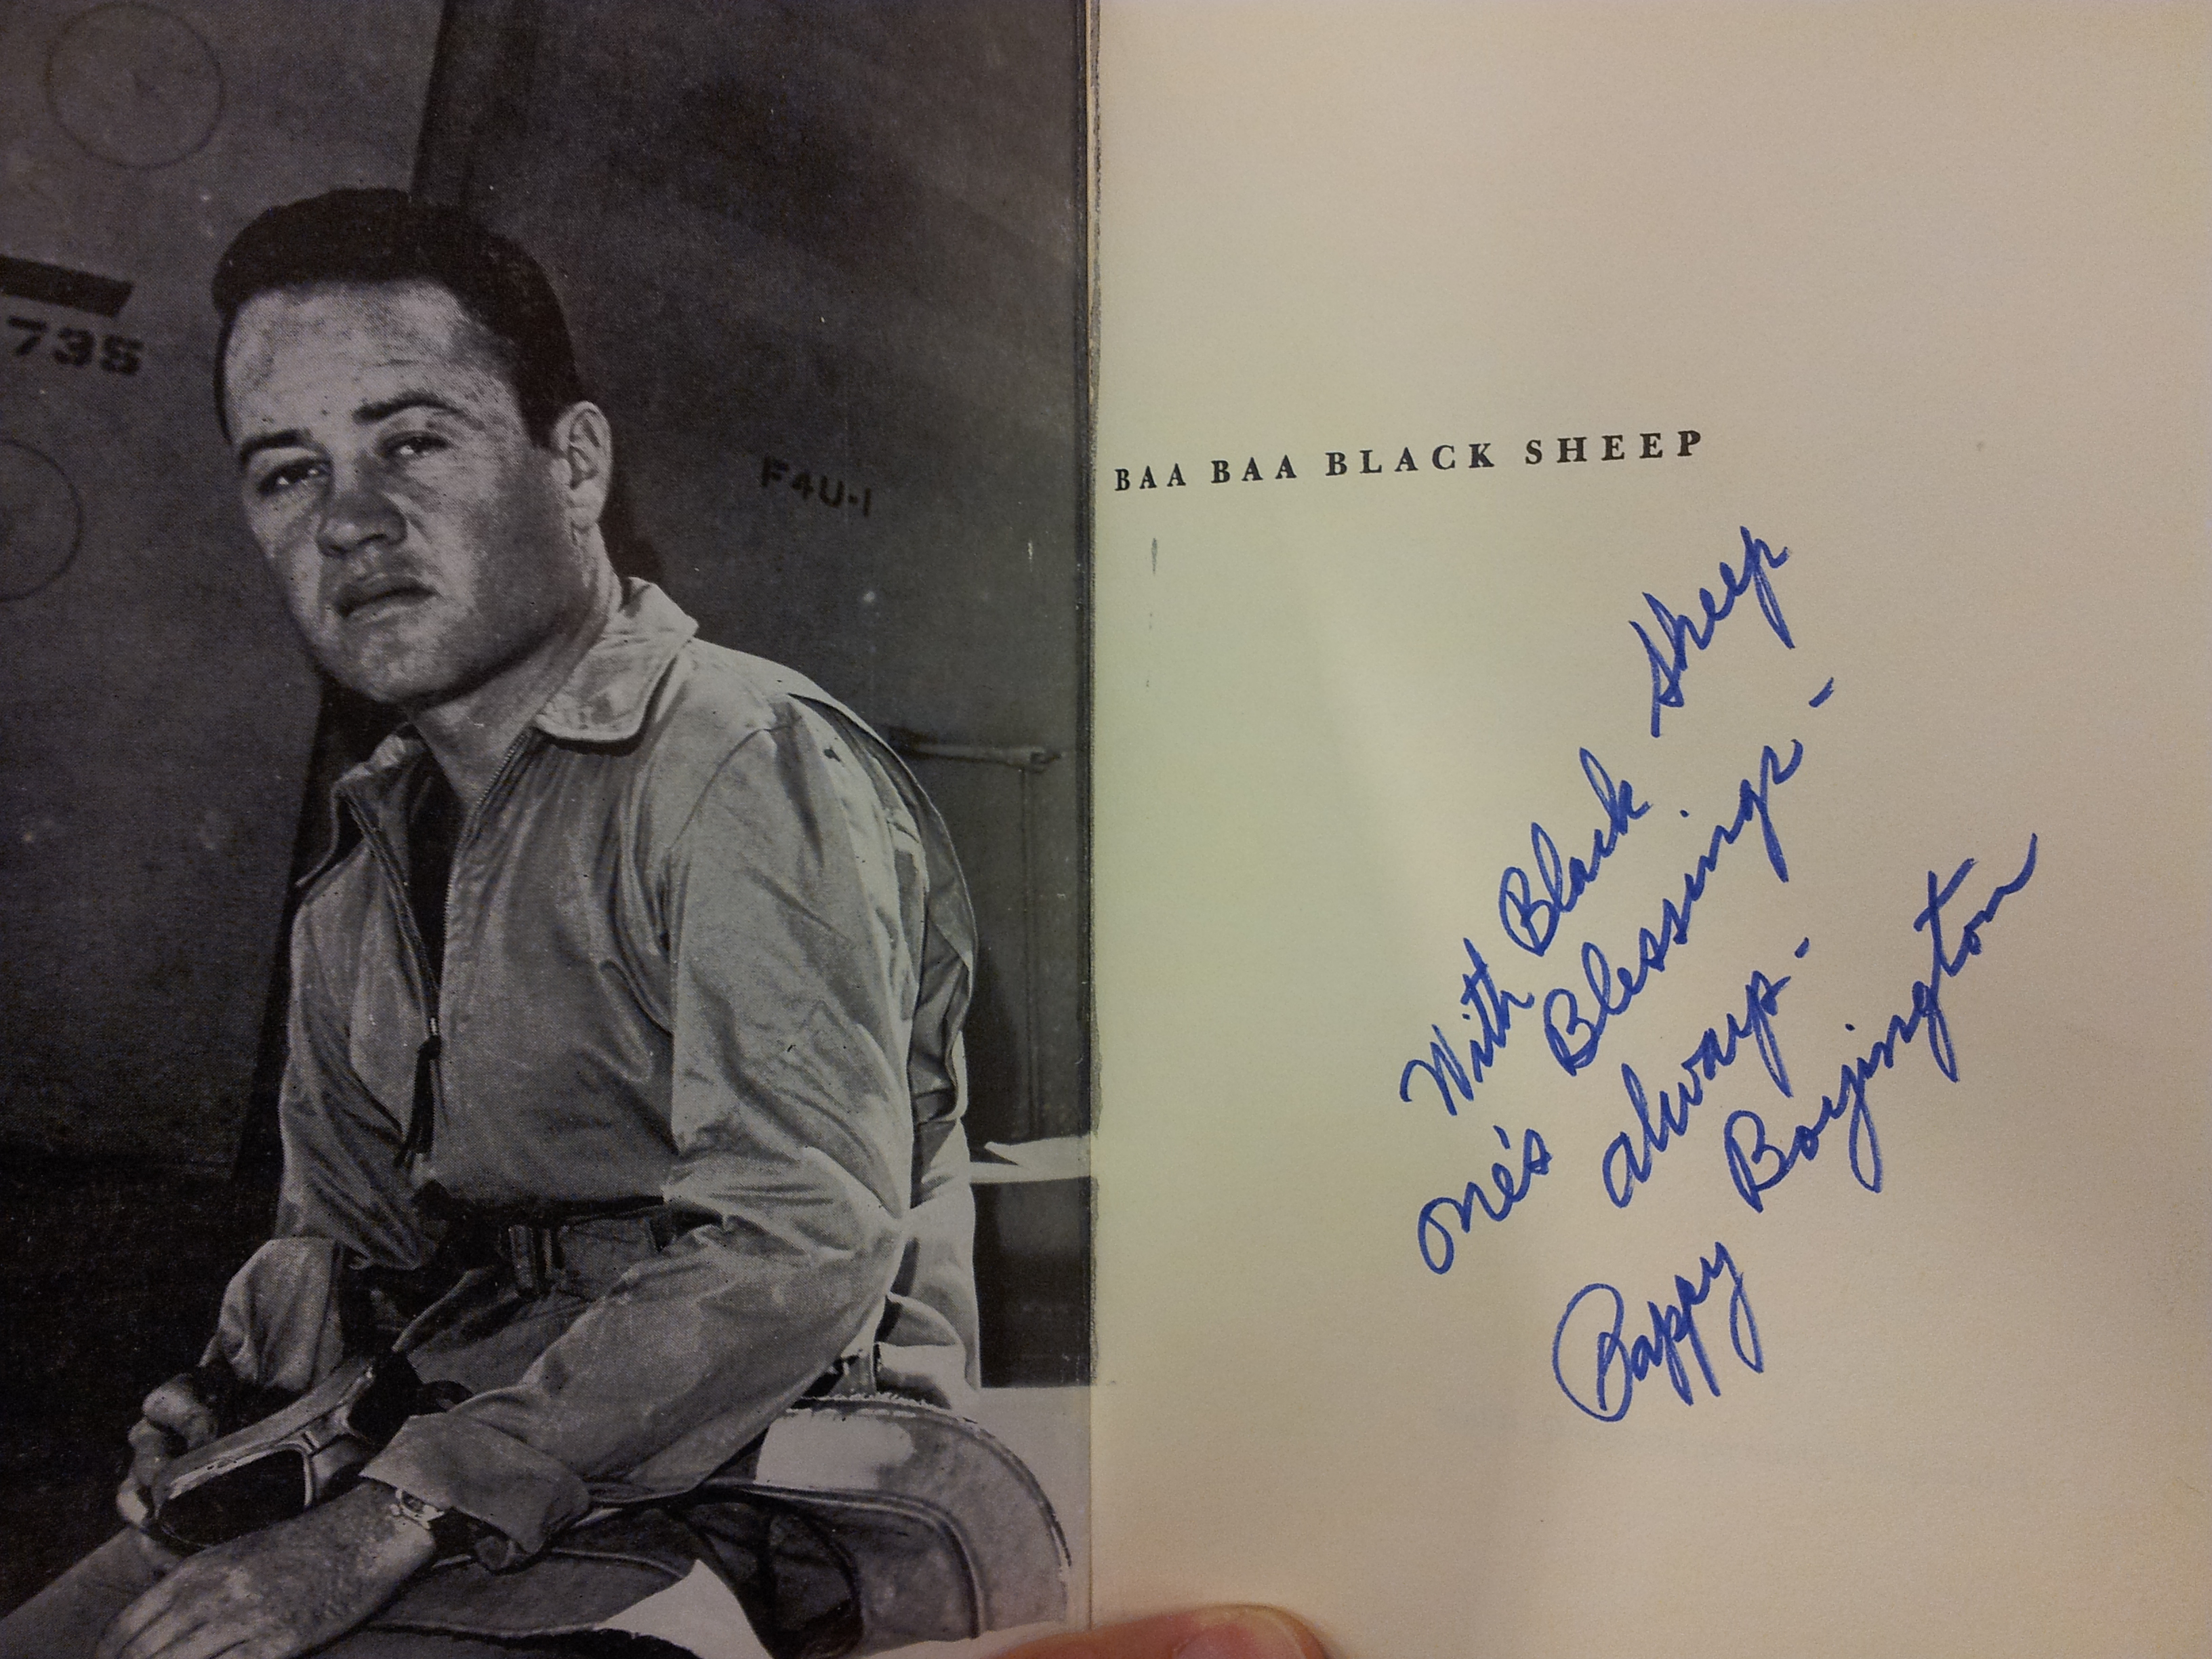 735
F4U-1
BAA BAA BLACK SHEEP
With Black Sheep
Blessings -
one's always -
Pappy Boyington